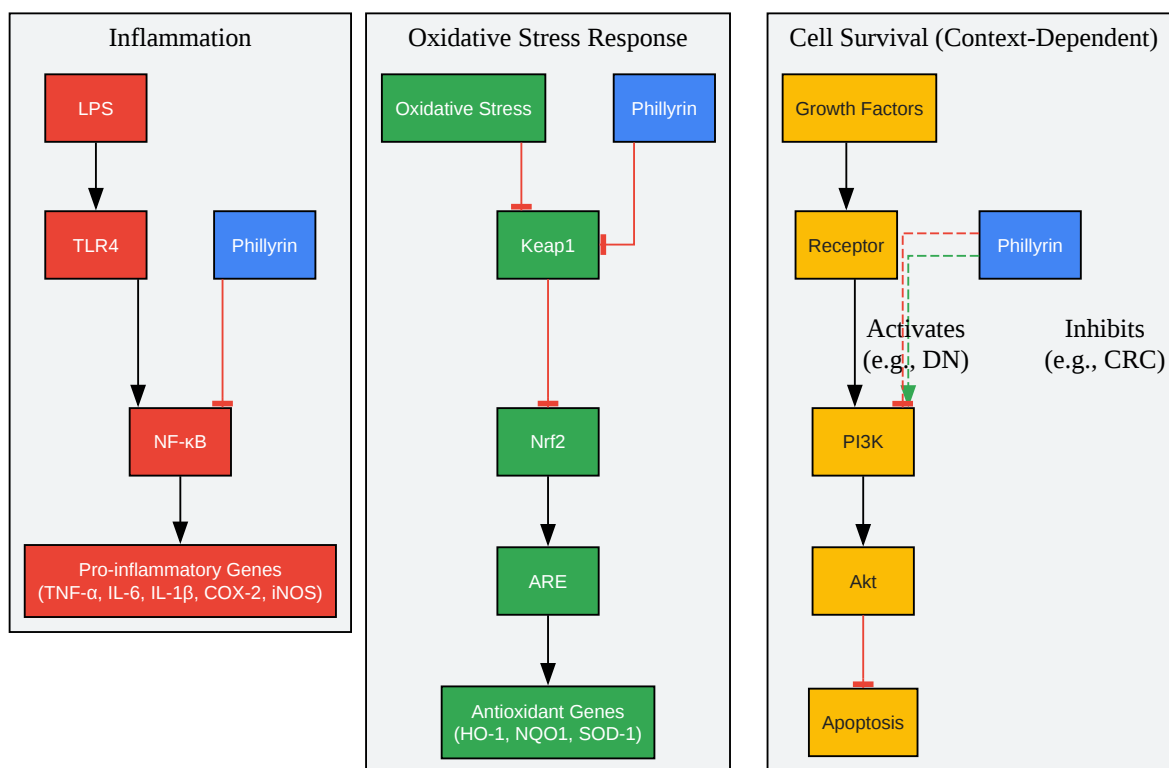 Inflammation
LPS
TLR4
Phillyrin
NF-κB
Pro-inflammatory Genes
(TNF-α, IL-6, IL-1β, COX-2, iNOS)
Oxidative Stress Response
Oxidative Stress
Phillyrin
Keap1
Nrf2
ARE
Antioxidant Genes
(HO-1, NQO1, SOD-1)
Cell Survival (Context-Dependent)
Growth Factors
Receptor
Phillyrin
Activates
(e.g., DN)
Inhibits
(e.g., CRC)
PI3K
Akt
Apoptosis